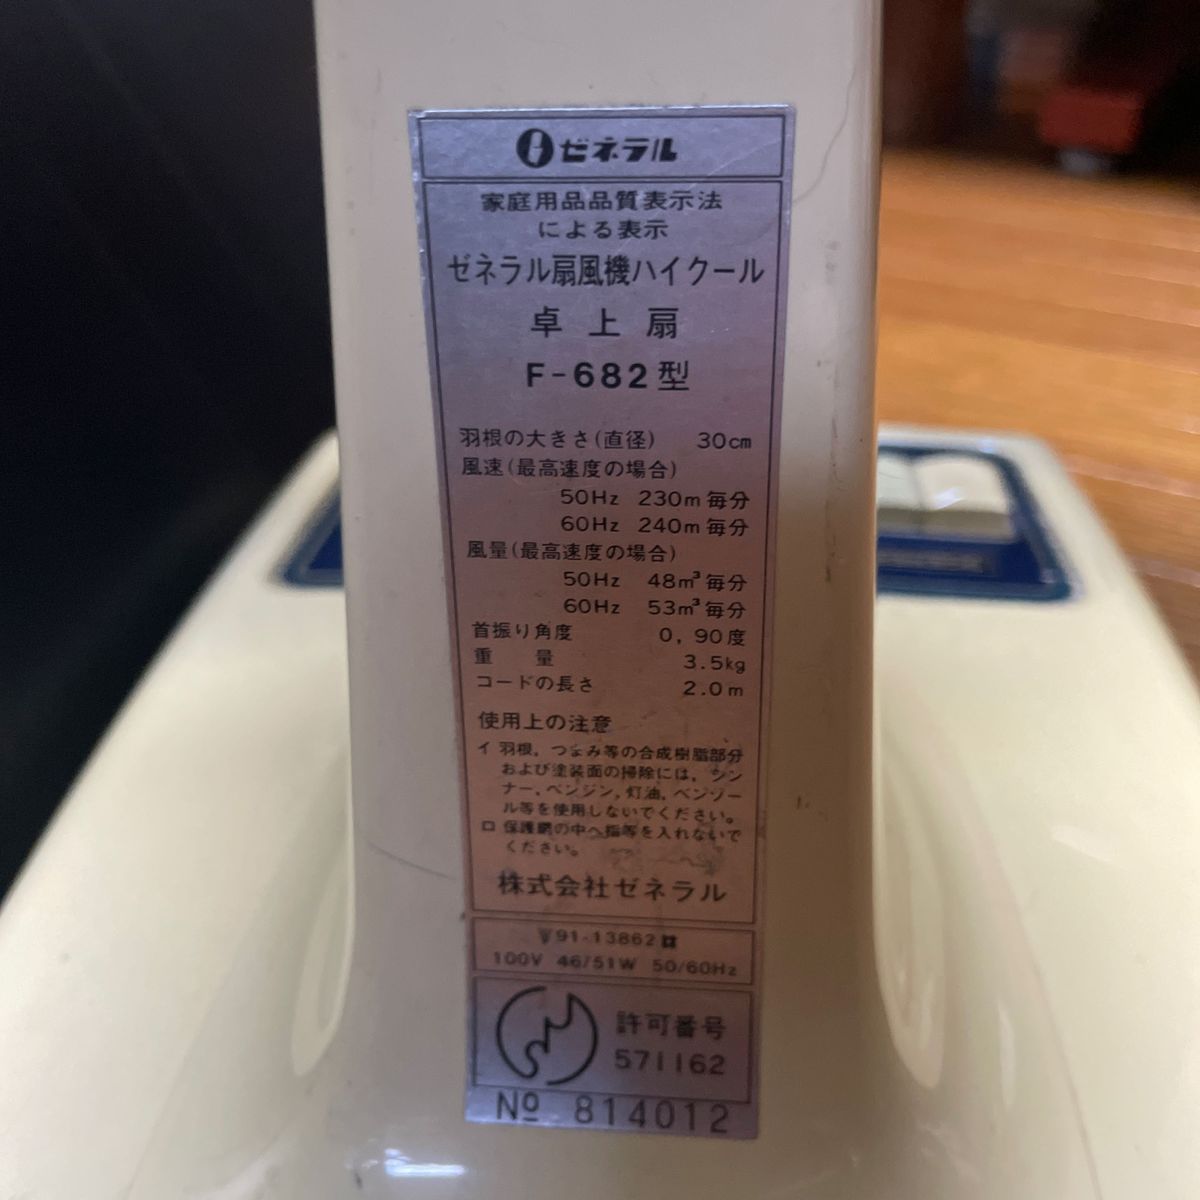 ゼネラル
家庭用品品質表示法
による表示
ゼネラル扇風機ハイクール
卓上扇
F-682型
羽根の大きさ(直径) 30cm
風速(最高速度の場合)
50Hz 230m毎分
60Hz 240m毎分
風量(最高速度の場合)
50Hz 48m³毎分
60Hz 53m³毎分
首振り角度 0, 90度
重 量 3.5kg
コードの長さ 2.0m
使用上の注意
イ 羽根, つまみ等の合成樹脂部分
および塗装面の掃除には, シン
ナー, ベンジン, 灯油, ベンゾー
ル等を使用しないでください。
ロ 保護網の中へ指等を入れないで
ください。
株式会社ゼネラル
91-13862
100V 46/51W 50/60Hz
許可番号
571162
№ 814012